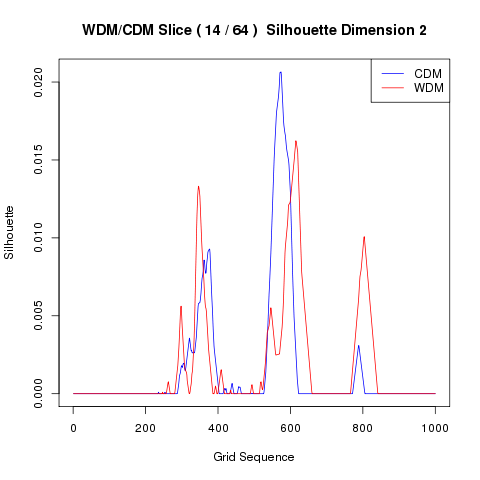 WDM/CDM Slice ( 14 / 64 )  Silhouette Dimension 2
CDM
WDM
Silhouette
0.020
0.015
0.010
0.005
0.000
0 200 400 600 800 1000
Grid Sequence